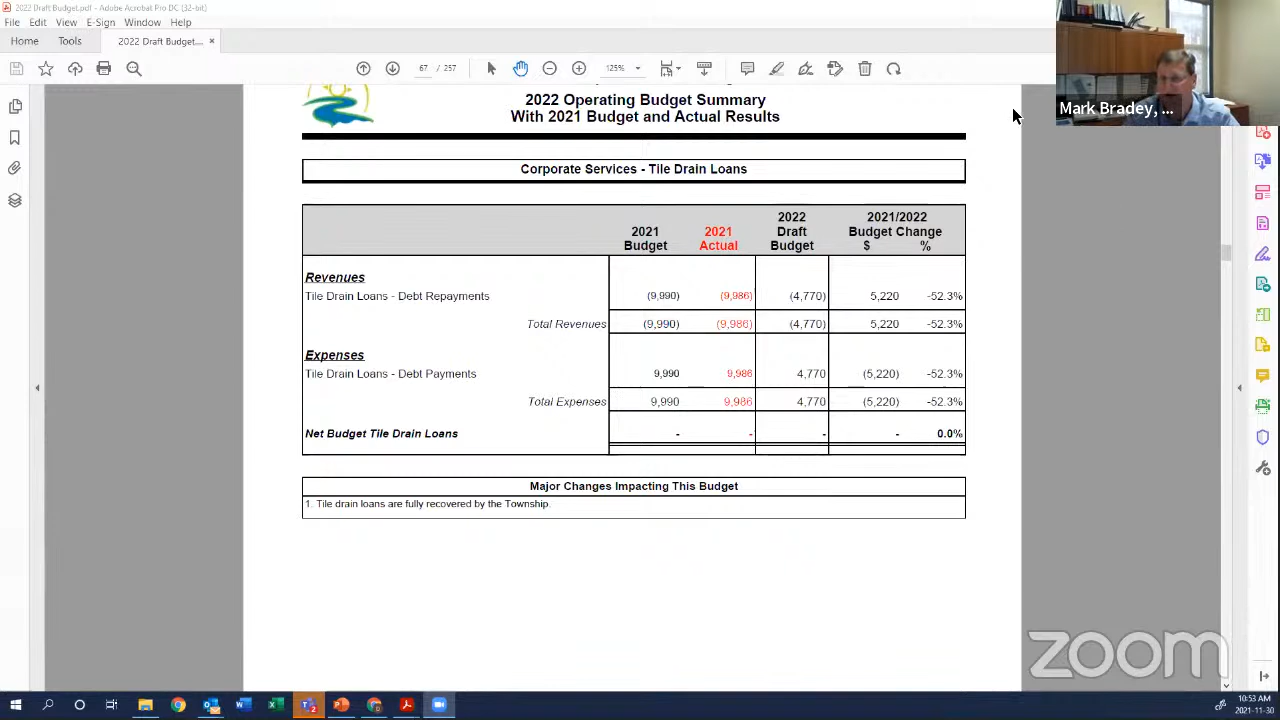 2022 Draft Budget.pdf - Adobe Acrobat Pro DC (32-bit)
File Edit View E-Sign Window Help
Home Tools 2022 Draft Budget... ×
67 / 257 125%
2022 Operating Budget Summary
With 2021 Budget and Actual Results
Mark Bradey, ...
Corporate Services - Tile Drain Loans
2021 Budget 2021 Actual 2022 Draft Budget 2021/2022 Budget Change $ %
Revenues
Tile Drain Loans - Debt Repayments (9,990) (9,986) (4,770) 5,220 -52.3%
Total Revenues (9,990) (9,986) (4,770) 5,220 -52.3%
Expenses
Tile Drain Loans - Debt Payments 9,990 9,986 4,770 (5,220) -52.3%
Total Expenses 9,990 9,986 4,770 (5,220) -52.3%
Net Budget Tile Drain Loans - - - - 0.0%
Major Changes Impacting This Budget
1. Tile drain loans are fully recovered by the Township.
zoom
10:53 AM
2021-11-30